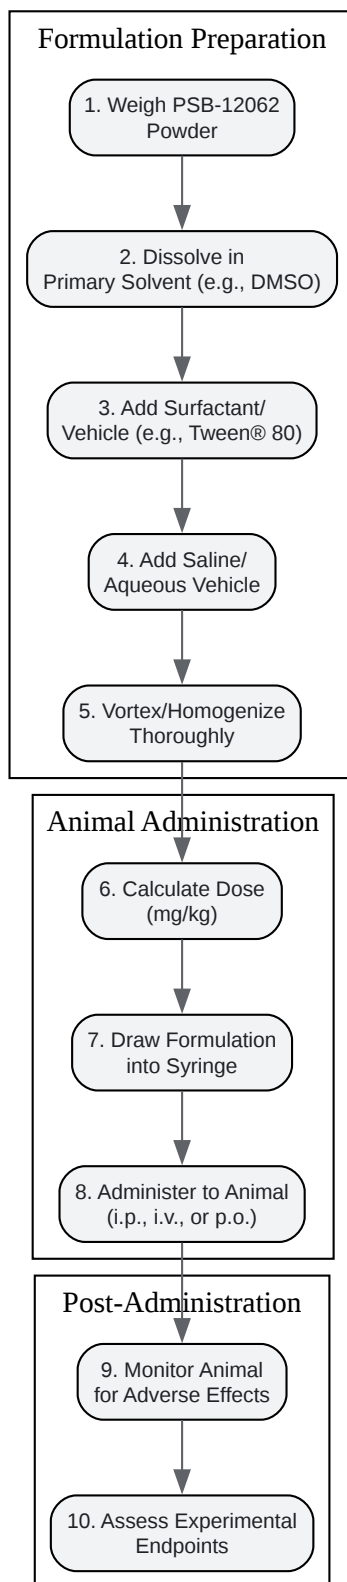 Formulation Preparation
1. Weigh PSB-12062
Powder
2. Dissolve in
Primary Solvent (e.g., DMSO)
3. Add Surfactant/
Vehicle (e.g., Tween® 80)
4. Add Saline/
Aqueous Vehicle
5. Vortex/Homogenize
Thoroughly
Animal Administration
6. Calculate Dose
(mg/kg)
7. Draw Formulation
into Syringe
8. Administer to Animal
(i.p., i.v., or p.o.)
Post-Administration
9. Monitor Animal
for Adverse Effects
10. Assess Experimental
Endpoints